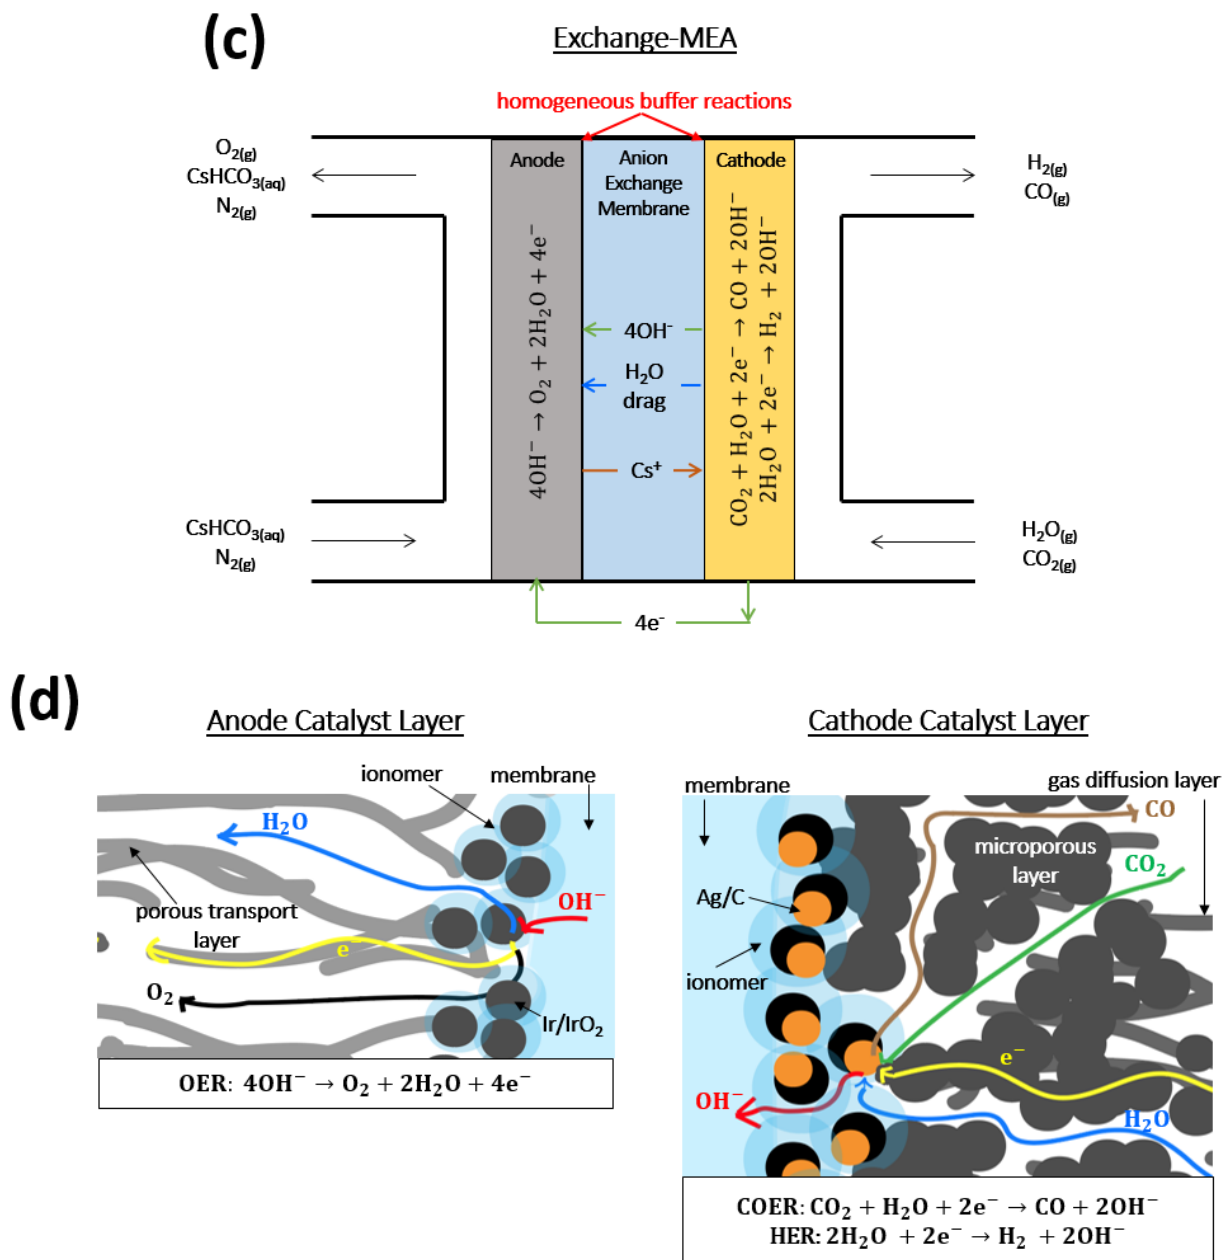 (c)
Exchange-MEA
homogeneous buffer reactions
O₂(g)
CsHCO₃(aq)
N₂(g)
Anode
Anion
Exchange
Membrane
Cathode
H₂(g)
CO(g)
4OH⁻ → O₂ + 2H₂O + 4e⁻
CO₂ + H₂O + 2e⁻ → CO + 2OH⁻
2H₂O + 2e⁻ → H₂ + 2OH⁻
4OH⁻
H₂O
drag
Cs⁺
CsHCO₃(aq)
N₂(g)
H₂O(g)
CO₂(g)
4e⁻
(d)
Anode Catalyst Layer
ionomer
membrane
H₂O
porous transport
layer
OH⁻
e⁻
O₂
Ir/IrO₂
OER: 4OH⁻ → O₂ + 2H₂O + 4e⁻
Cathode Catalyst Layer
membrane
gas diffusion layer
CO
microporous
layer
CO₂
Ag/C
ionomer
e⁻
OH⁻
H₂O
COER: CO₂ + H₂O + 2e⁻ → CO + 2OH⁻
HER: 2H₂O + 2e⁻ → H₂ + 2OH⁻